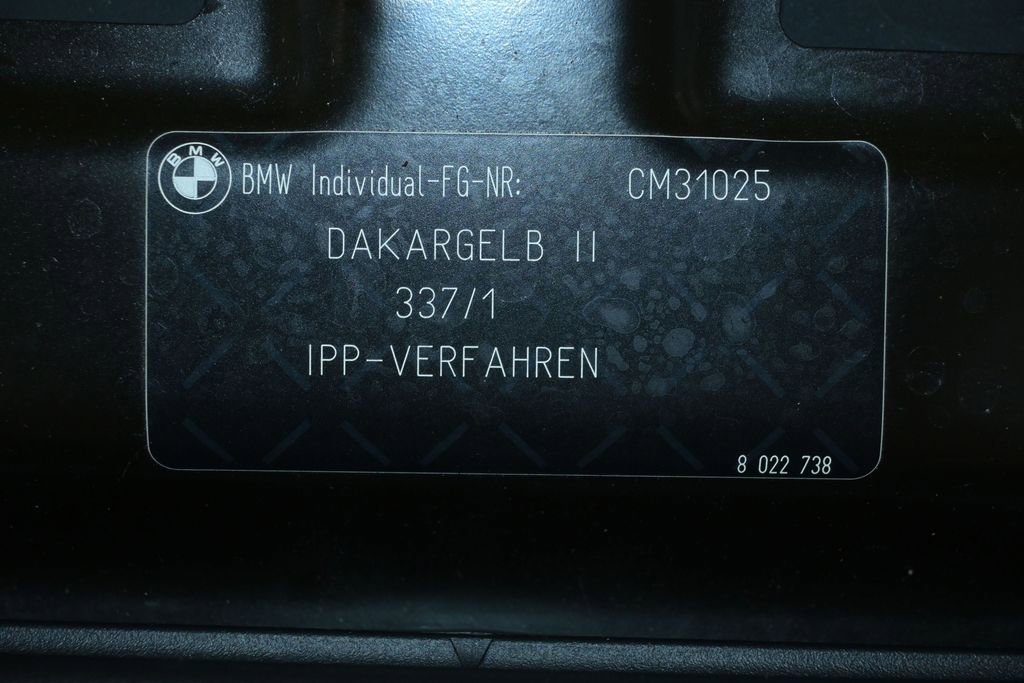 BMW
BMW Individual-FG-NR: CM31025
DAKARGELB II
337/1
IPP-VERFAHREN
8 022 738